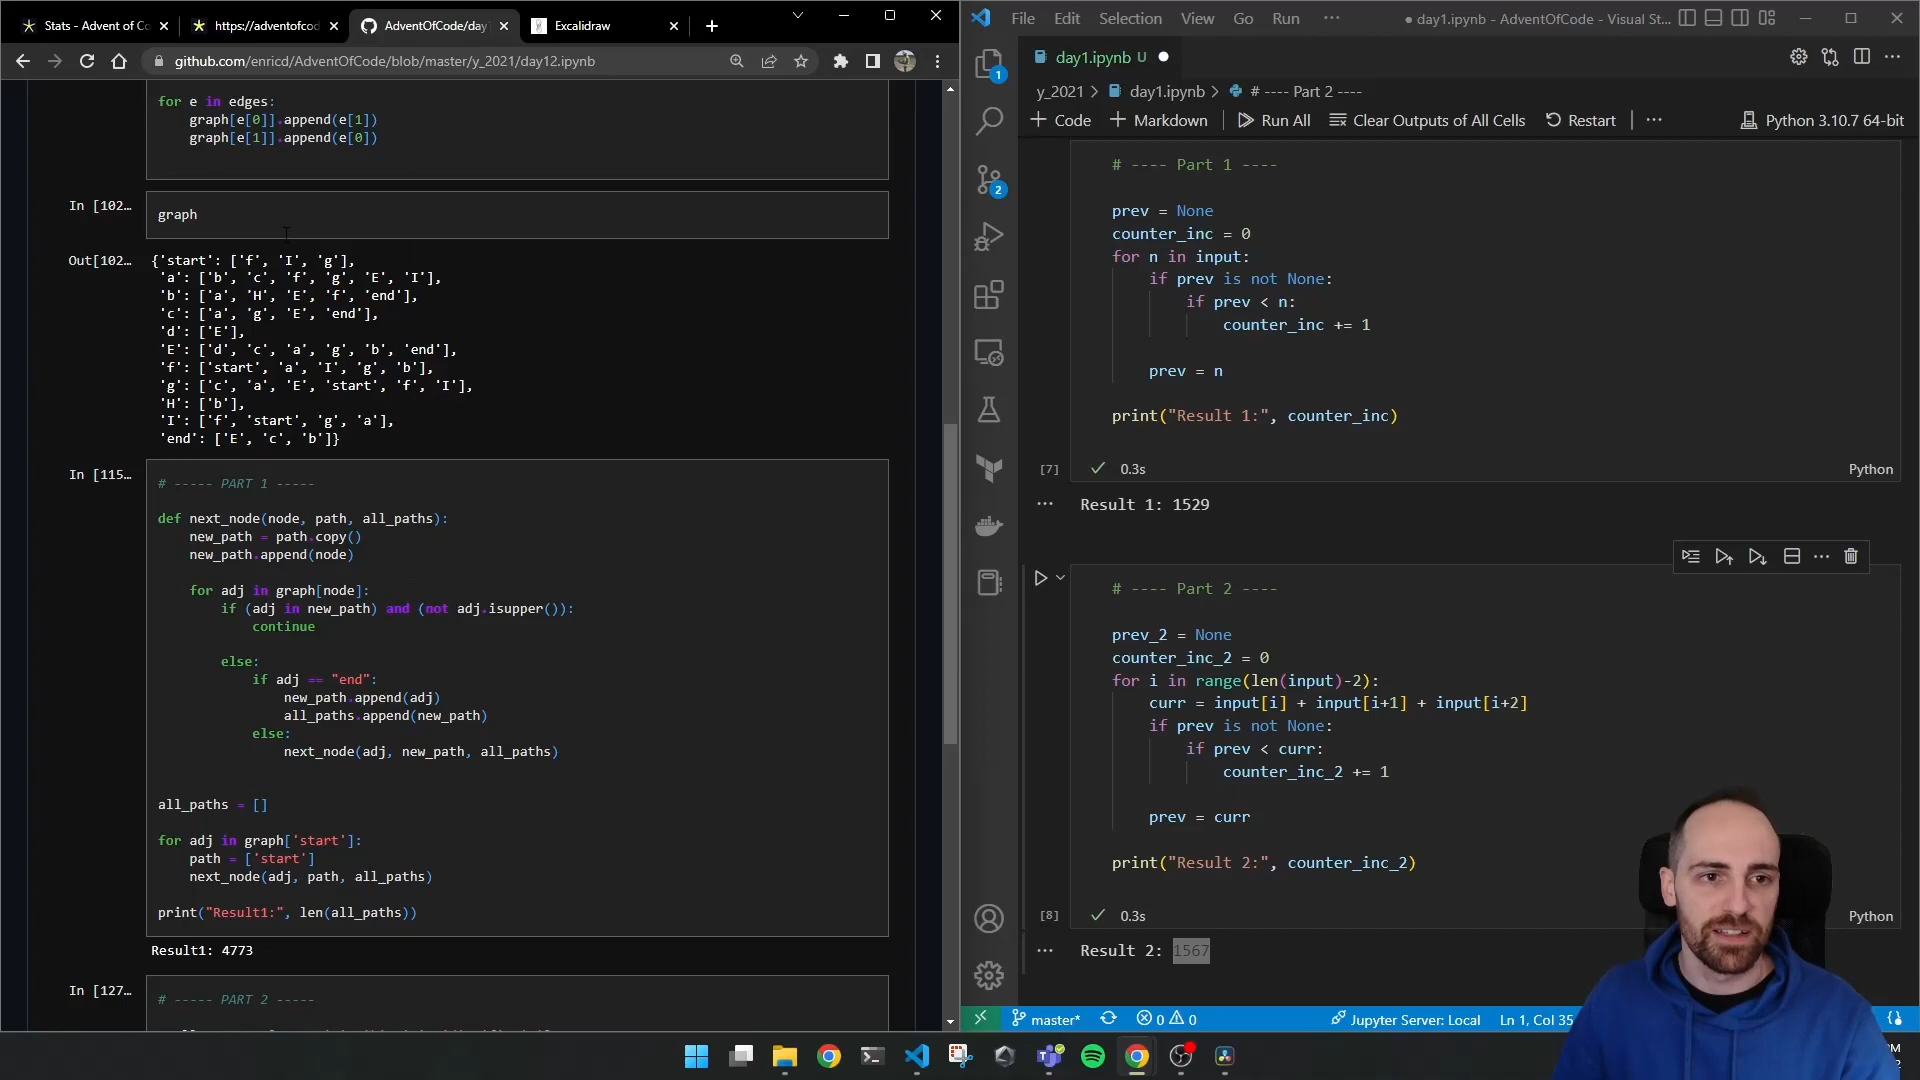 Stats - Advent of Co
https://adventofcod
AdventOfCode/day
Excalidraw
github.com/enricd/AdventOfCode/blob/master/y_2021/day12.ipynb
for e in edges:
graph[e[0]].append(e[1])
graph[e[1]].append(e[0])
In [102...
graph
Out[102...
{'start': ['f', 'I', 'g'],
'a': ['b', 'c', 'f', 'g', 'E', 'I'],
'b': ['a', 'H', 'E', 'f', 'end'],
'c': ['a', 'g', 'E', 'end'],
'd': ['E'],
'E': ['d', 'c', 'a', 'g', 'b', 'end'],
'f': ['start', 'a', 'I', 'g', 'b'],
'g': ['c', 'a', 'E', 'start', 'f', 'I'],
'H': ['b'],
'I': ['f', 'start', 'g', 'a'],
'end': ['E', 'c', 'b']}
In [115...
# ----- PART 1 -----
def next_node(node, path, all_paths):
new_path = path.copy()
new_path.append(node)
for adj in graph[node]:
if (adj in new_path) and (not adj.isupper()):
continue
else:
if adj == "end":
new_path.append(adj)
all_paths.append(new_path)
else:
next_node(adj, new_path, all_paths)
all_paths = []
for adj in graph['start']:
path = ['start']
next_node(adj, path, all_paths)
print("Result1:", len(all_paths))
Result1: 4773
In [127...
# ----- PART 2 -----
File Edit Selection View Go Run ···
● day1.ipynb - AdventOfCode - Visual St...
day1.ipynb U ●
y_2021 > day1.ipynb > # ---- Part 2 ----
+ Code + Markdown Run All Clear Outputs of All Cells Restart ··· Python 3.10.7 64-bit
1
2
# ---- Part 1 ----
prev = None
counter_inc = 0
for n in input:
if prev is not None:
if prev < n:
counter_inc += 1
prev = n
print("Result 1:", counter_inc)
[7] 0.3s Python
Result 1: 1529
# ---- Part 2 ----
prev_2 = None
counter_inc_2 = 0
for i in range(len(input)-2):
curr = input[i] + input[i+1] + input[i+2]
if prev is not None:
if prev < curr:
counter_inc_2 += 1
prev = curr
print("Result 2:", counter_inc_2)
[8] 0.3s Python
Result 2: 1567
master* 0 0 Jupyter Server: Local Ln 1, Col 35